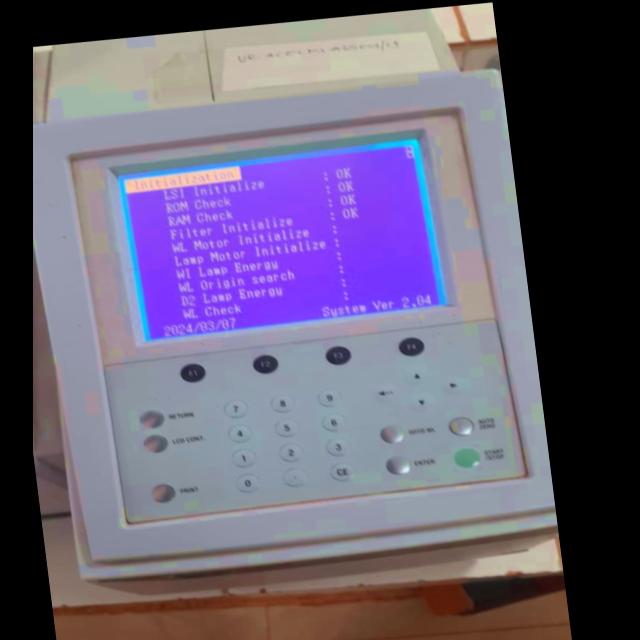 Initialization
LSI Initialize : OK
ROM Check : OK
RAM Check : OK
Filter Initialize : OK
WL Motor Initialize :
Lamp Motor Initialize :
WI Lamp Energy :
WL Origin search :
D2 Lamp Energy :
WL Check :
2024/03/07 System Ver 2.04
F1 F2 F3 F4
RETURN 7 8 9
LCD CONT. 4 5 6 AUTO WL AUTO ZERO
1 2 3 ENTER START/STOP
PRINT 0 . CE